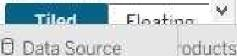 Tiled Floating
Data Source roducts